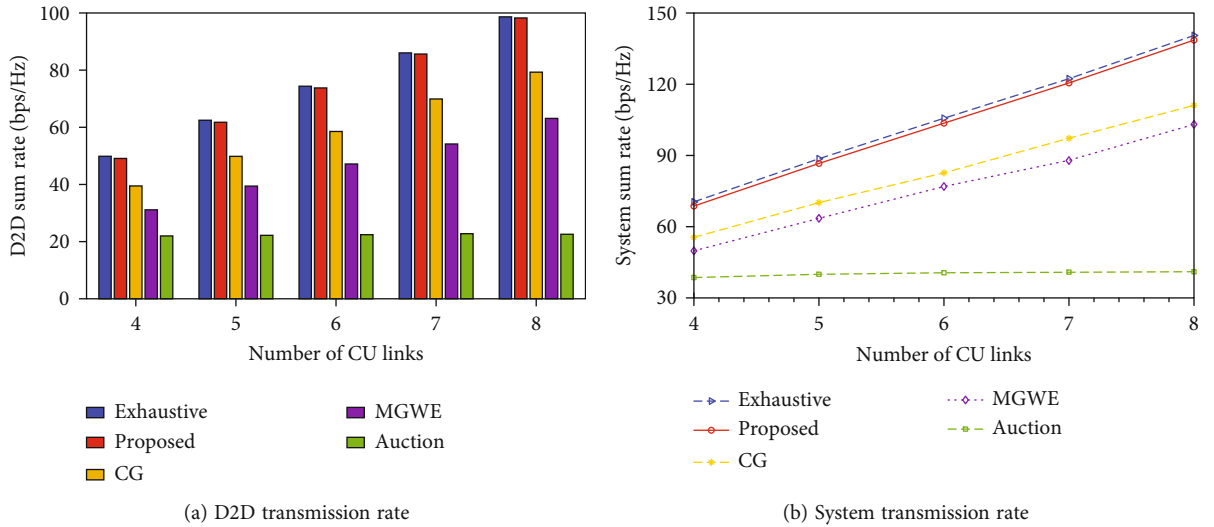 100
80
60
40
20
0
D2D sum rate (bps/Hz)
4 5 6 7 8
Number of CU links
Exhaustive MGWE
Proposed Auction
CG
(a) D2D transmission rate
150
120
90
60
30
System sum rate (bps/Hz)
4 5 6 7 8
Number of CU links
Exhaustive MGWE
Proposed Auction
CG
(b) System transmission rate